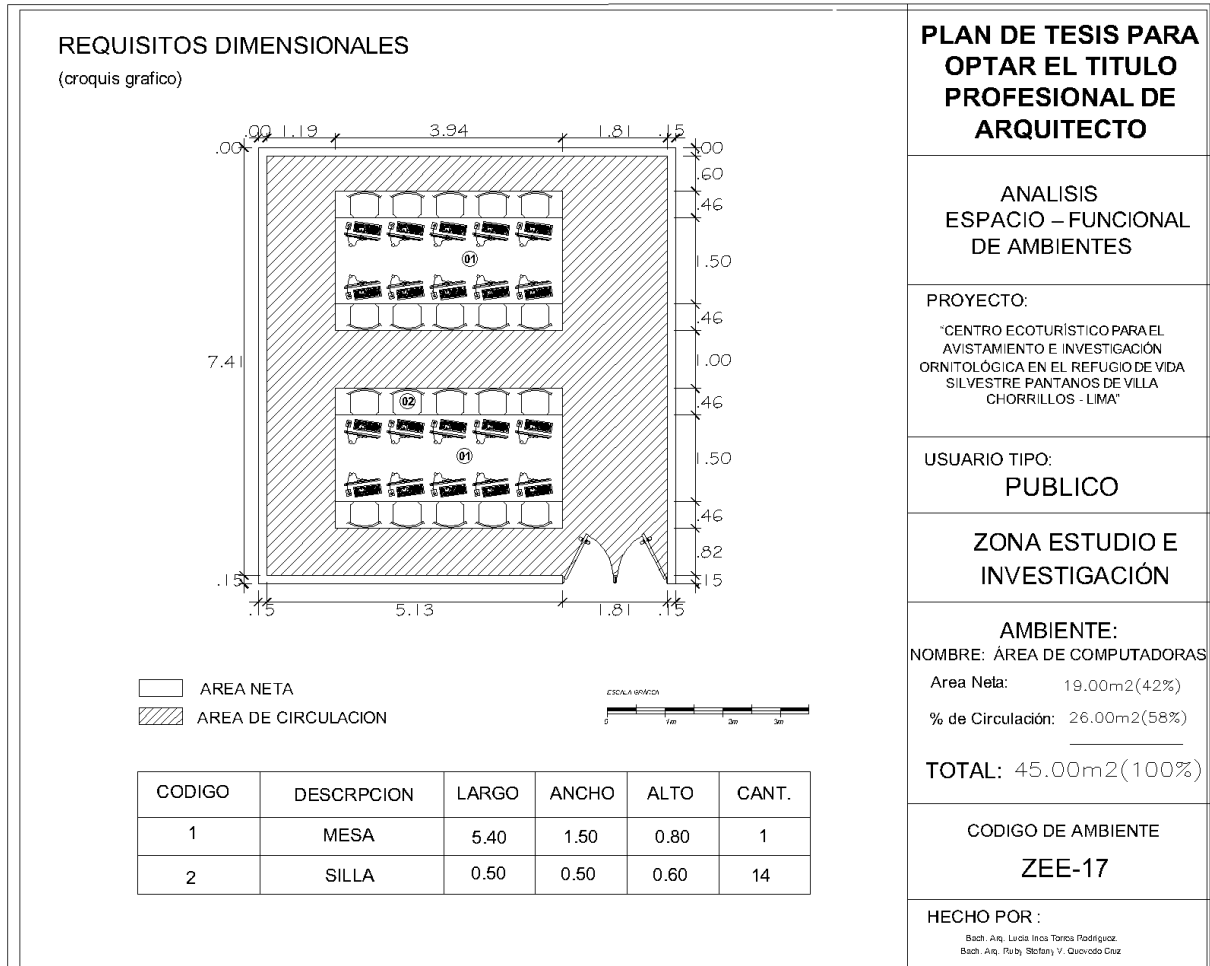 REQUISITOS DIMENSIONALES
(croquis grafico)
.00 1.19 3.94 1.81 .15
.00 .00
.60
.46
01
1.50
.46
7.41
1.00
02
.46
01
1.50
.46
.82
.15 .15
.15 5.13 1.81 .15
AREA NETA
AREA DE CIRCULACION
ESCALA GRÁFICA
0 1m 2m 3m
CODIGO DESCRPCION LARGO ANCHO ALTO CANT.
1 MESA 5.40 1.50 0.80 1
2 SILLA 0.50 0.50 0.60 14
PLAN DE TESIS PARA
OPTAR EL TITULO
PROFESIONAL DE
ARQUITECTO
ANALISIS
ESPACIO – FUNCIONAL
DE AMBIENTES
PROYECTO:
“CENTRO ECOTURÍSTICO PARA EL
AVISTAMIENTO E INVESTIGACIÓN
ORNITOLÓGICA EN EL REFUGIO DE VIDA
SILVESTRE PANTANOS DE VILLA
CHORRILLOS - LIMA”
USUARIO TIPO:
PUBLICO
ZONA ESTUDIO E
INVESTIGACIÓN
AMBIENTE:
NOMBRE: ÁREA DE COMPUTADORAS
Area Neta: 19.00m2(42%)
% de Circulación: 26.00m2(58%)
TOTAL: 45.00m2(100%)
CODIGO DE AMBIENTE
ZEE-17
HECHO POR :
Bach. Arq. Lucia Ines Torres Rodriguez.
Bach. Arq. Ruby Stefany V. Quevedo Cruz